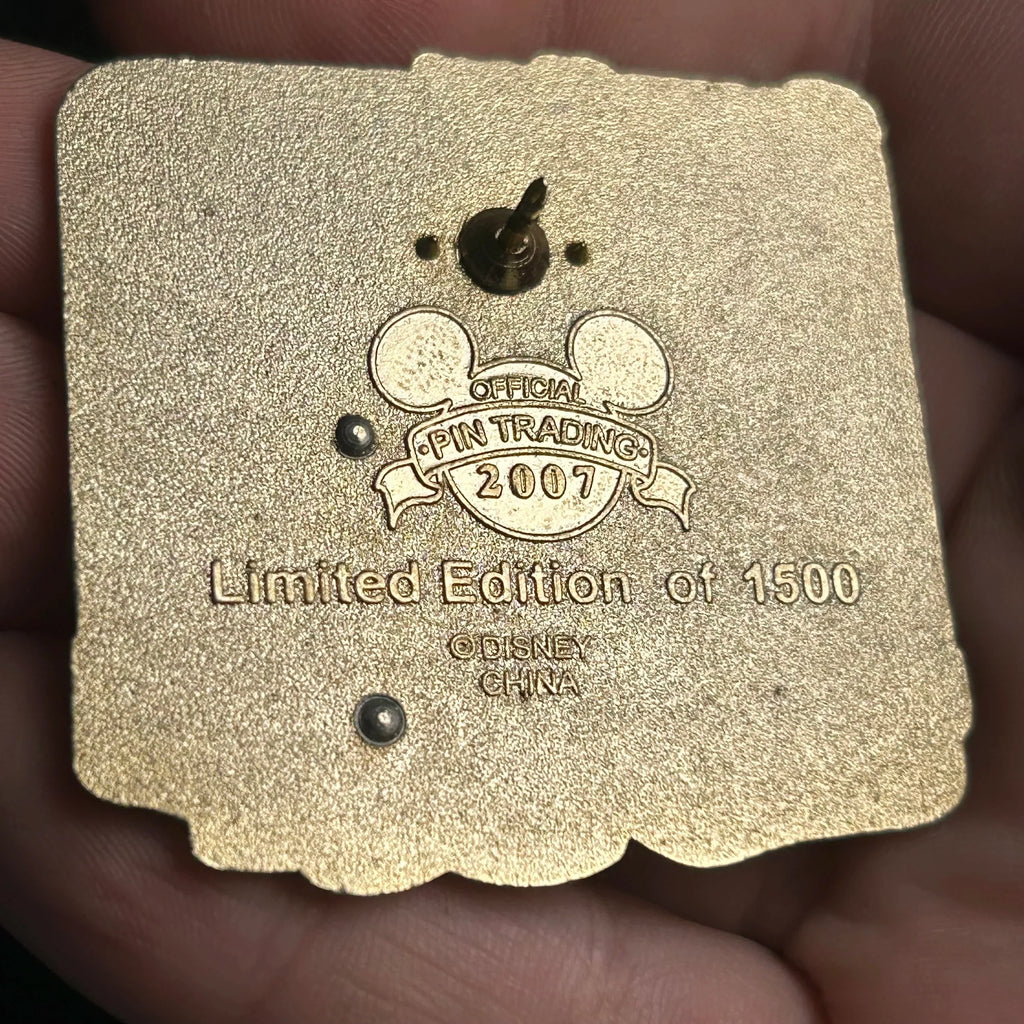 OFFICIAL
·PIN TRADING·
2007
Limited Edition of 1500
©DISNEY
CHINA